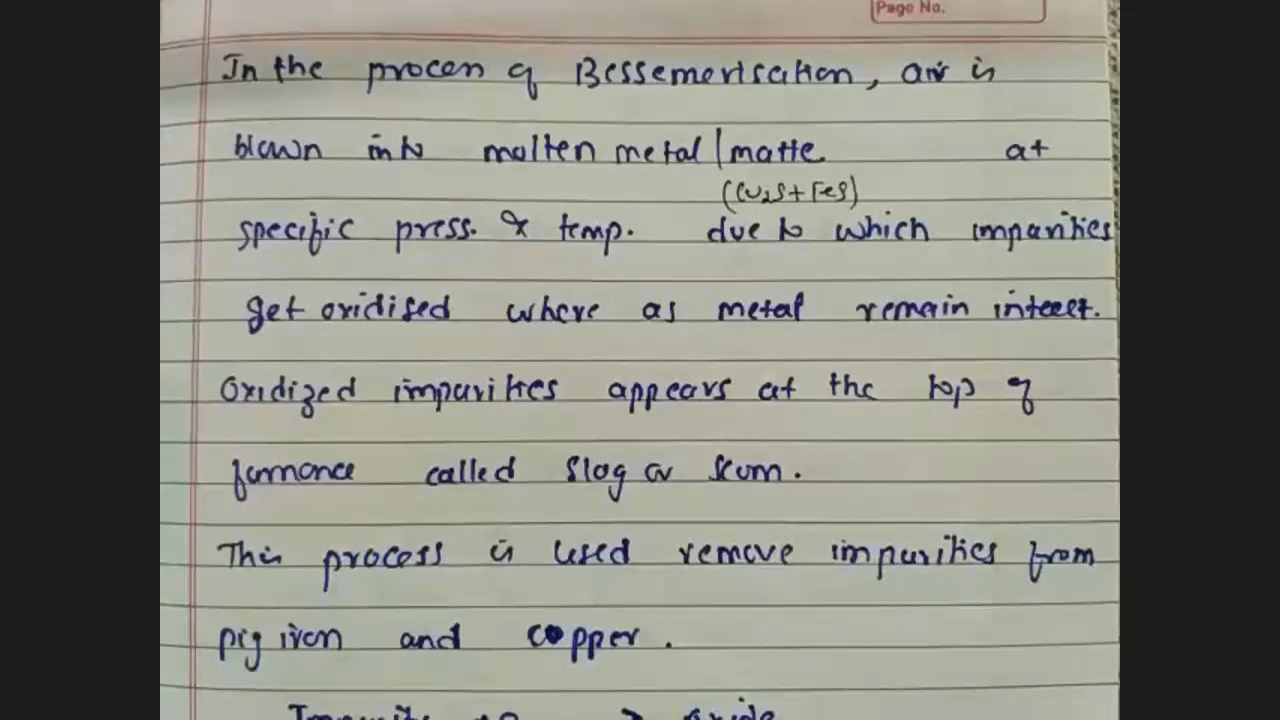 Page No.
In the process of Bessemerisation, air is
blown into molten metal/matte at
(Cu2S+FeS)
specific press. & temp. due to which impurities
get oxidised where as metal remain intect.
Oxidized impurities appears at the top of
furnance called slag or scum.
This process is used remove impurities from
pig iron and copper.